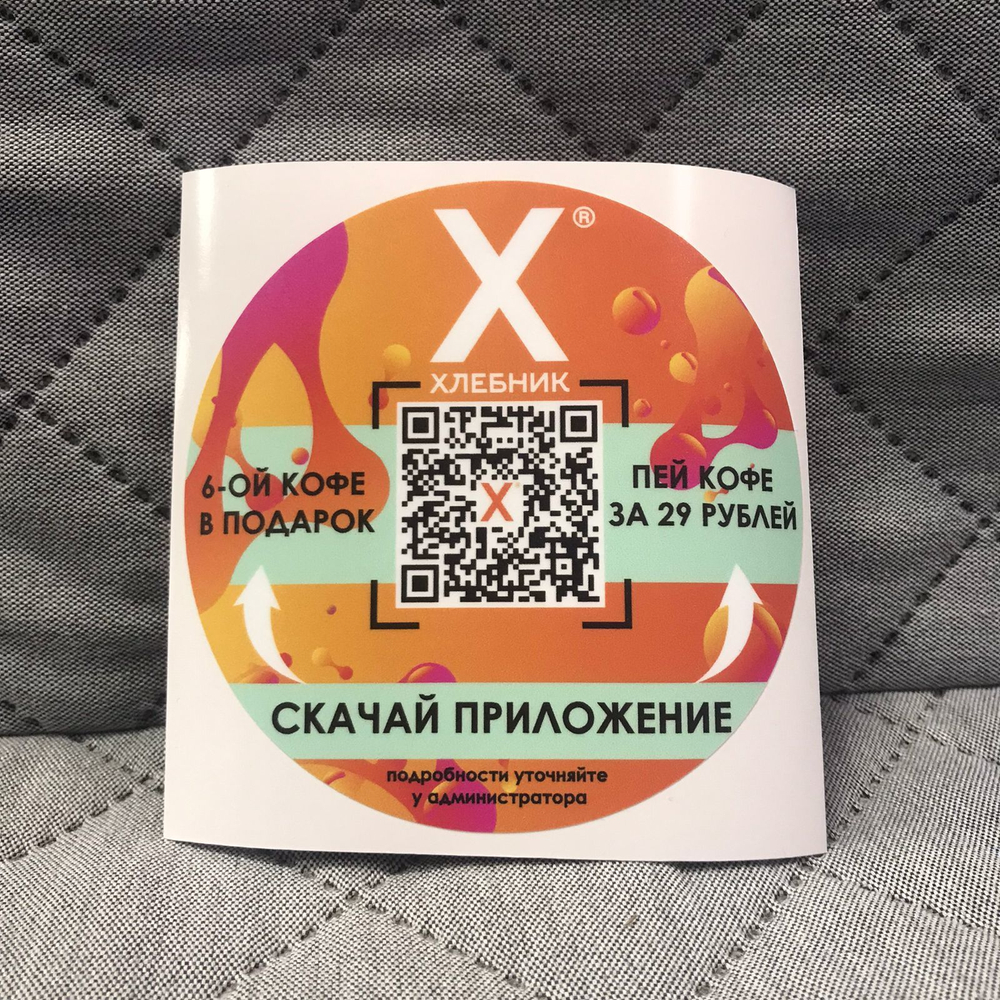 Х®
ХЛЕБНИК
6-ОЙ КОФЕ
В ПОДАРОК
Х
ПЕЙ КОФЕ
ЗА 29 РУБЛЕЙ
СКАЧАЙ ПРИЛОЖЕНИЕ
подробности уточняйте
у администратора